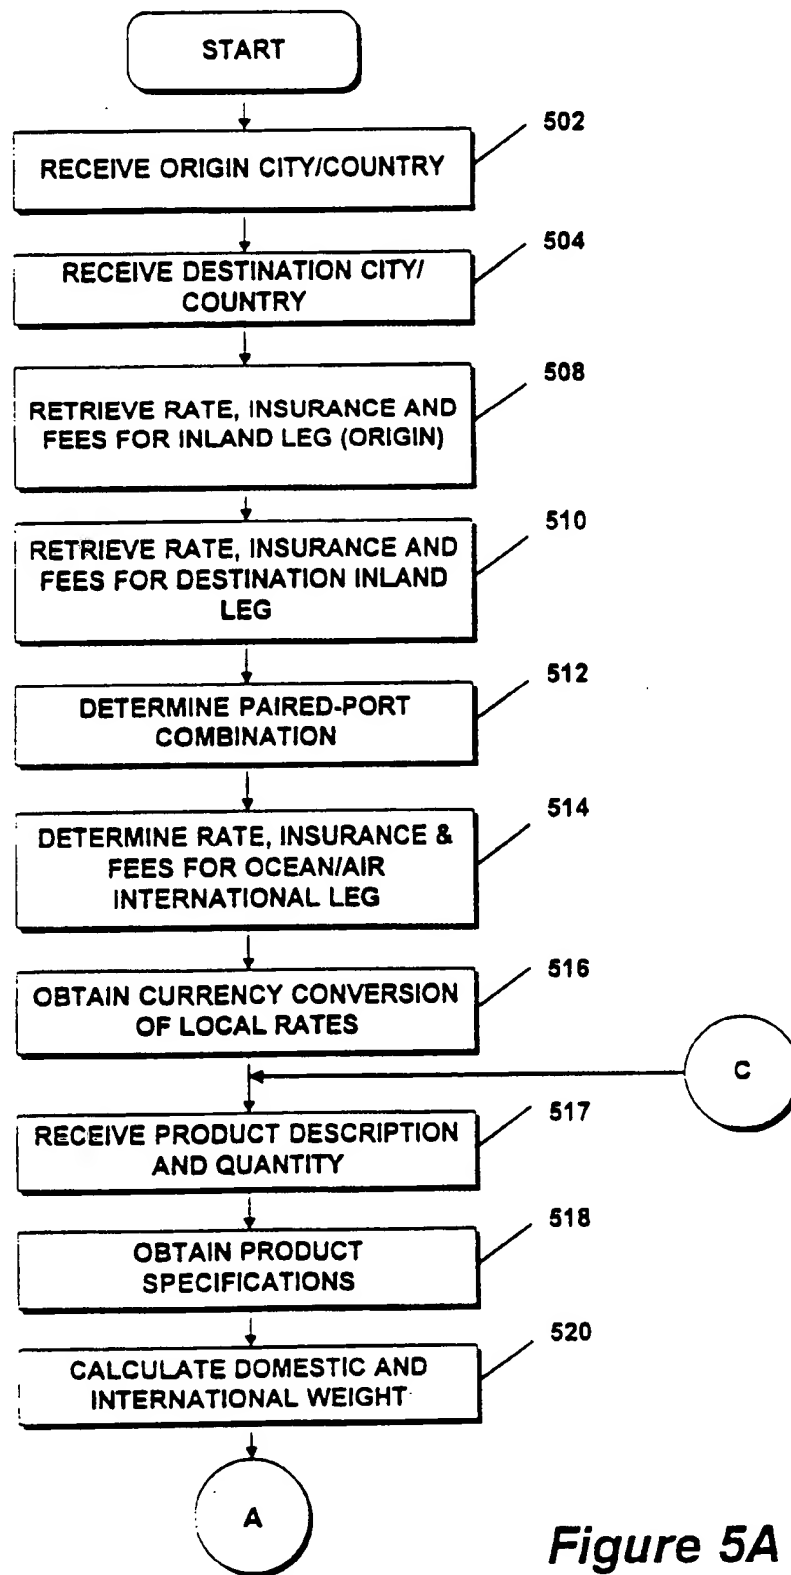 START
502
RECEIVE ORIGIN CITY/COUNTRY
504
RECEIVE DESTINATION CITY/
COUNTRY
508
RETRIEVE RATE, INSURANCE AND
FEES FOR INLAND LEG (ORIGIN)
510
RETRIEVE RATE, INSURANCE AND
FEES FOR DESTINATION INLAND
LEG
512
DETERMINE PAIRED-PORT
COMBINATION
514
DETERMINE RATE, INSURANCE &
FEES FOR OCEAN/AIR
INTERNATIONAL LEG
516
OBTAIN CURRENCY CONVERSION
OF LOCAL RATES
C
517
RECEIVE PRODUCT DESCRIPTION
AND QUANTITY
518
OBTAIN PRODUCT
SPECIFICATIONS
520
CALCULATE DOMESTIC AND
INTERNATIONAL WEIGHT
A
Figure 5A